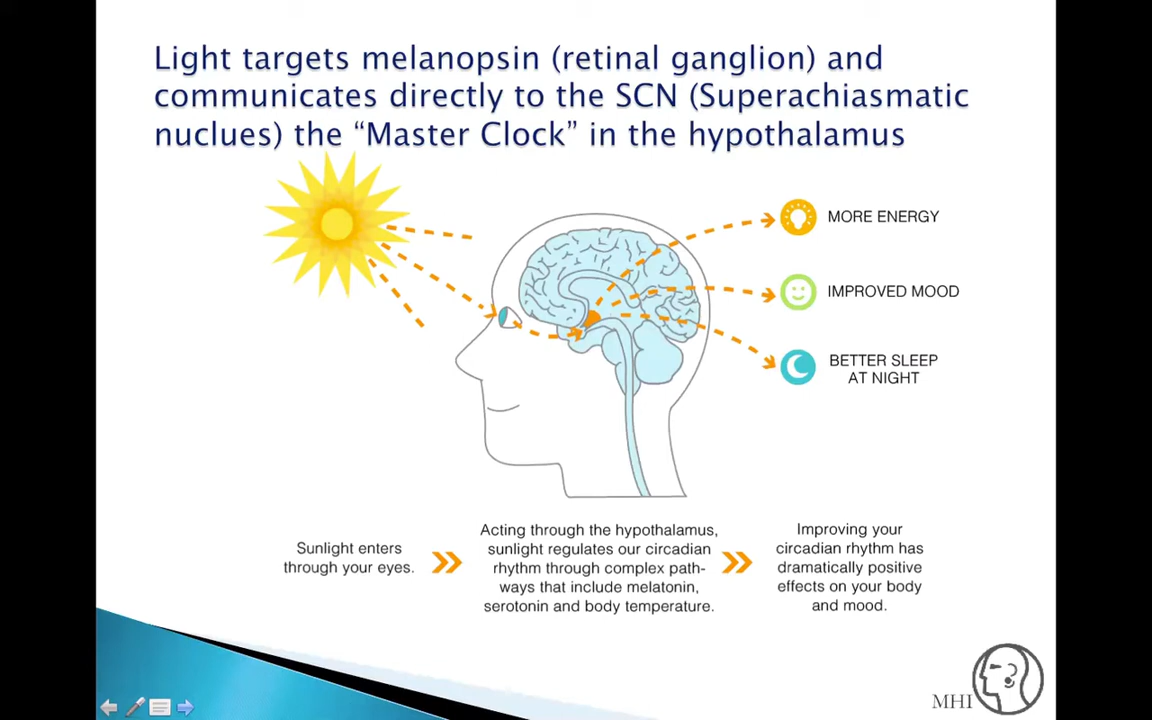 Light targets melanopsin (retinal ganglion) and
communicates directly to the SCN (Superachiasmatic
nuclues) the “Master Clock” in the hypothalamus
MORE ENERGY
IMPROVED MOOD
BETTER SLEEP
AT NIGHT
Sunlight enters
through your eyes.
Acting through the hypothalamus,
sunlight regulates our circadian
rhythm through complex path-
ways that include melatonin,
serotonin and body temperature.
Improving your
circadian rhythm has
dramatically positive
effects on your body
and mood.
MHI